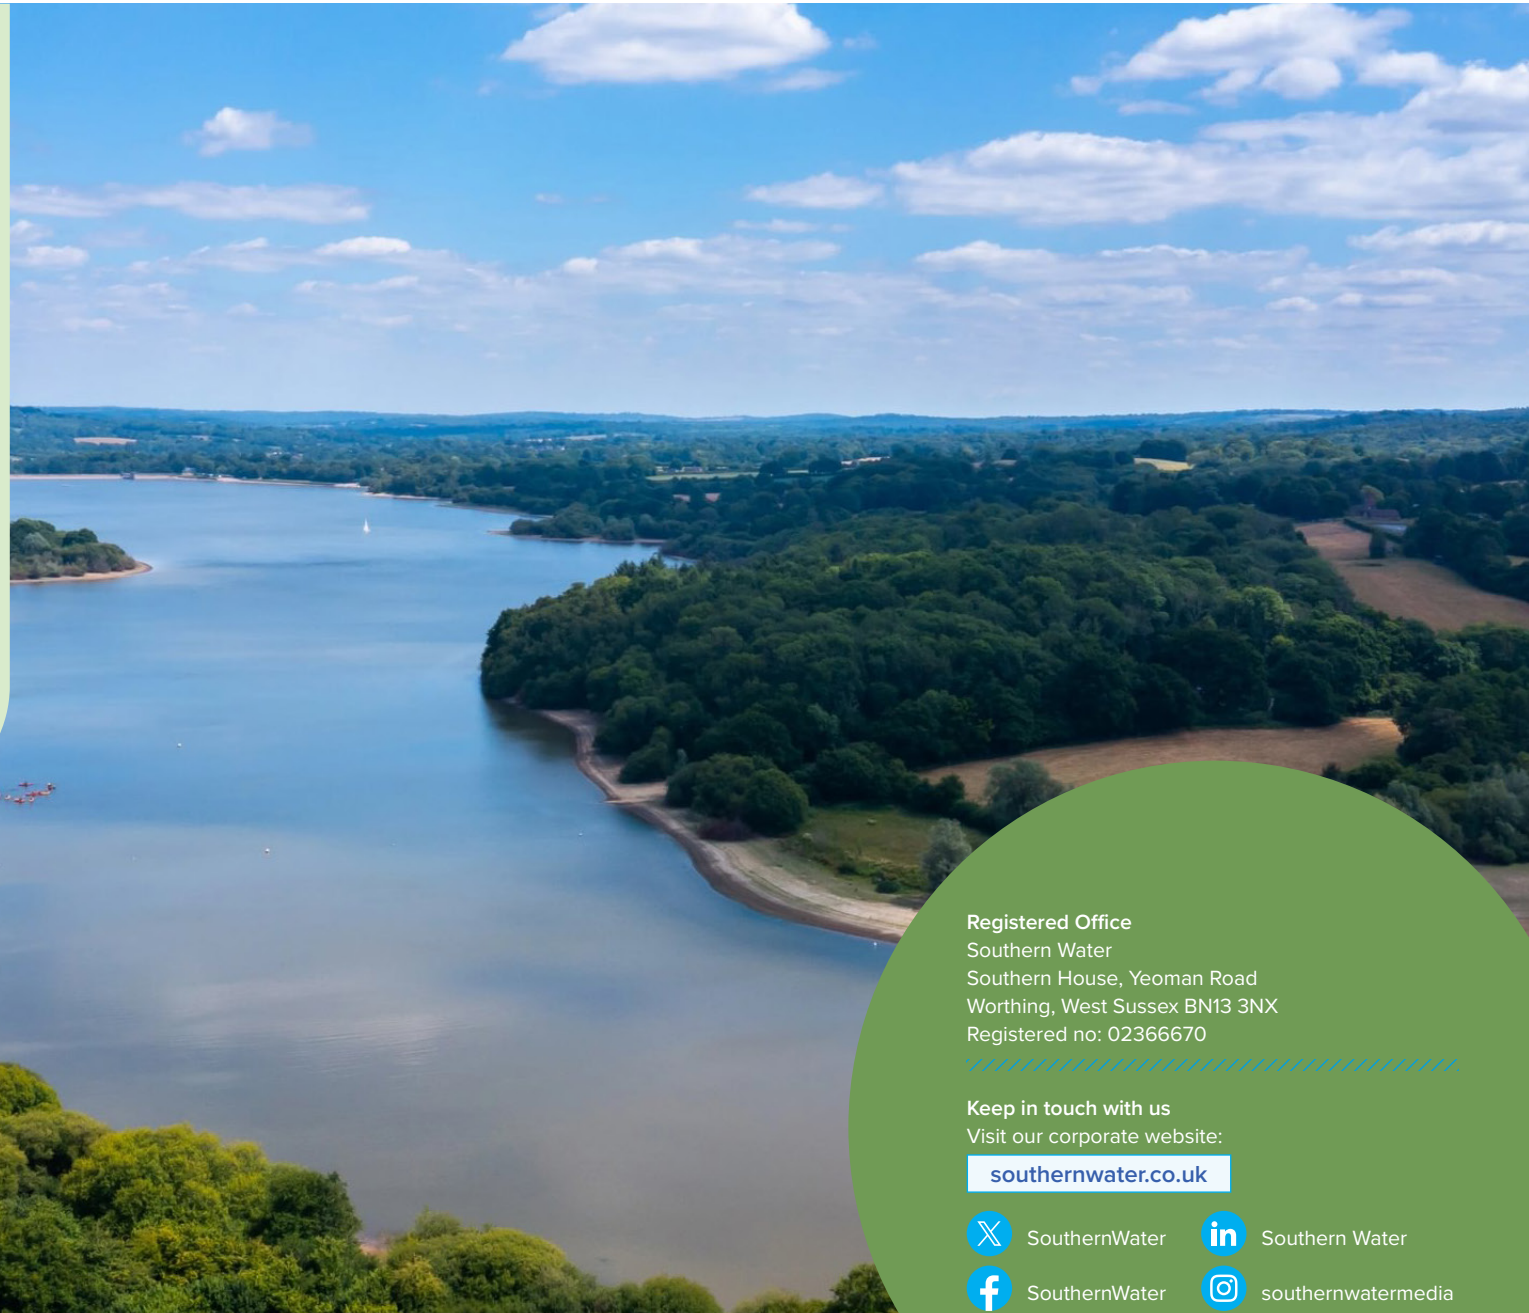 Registered Office
Southern Water
Southern House, Yeoman Road
Worthing, West Sussex BN13 3NX
Registered no: 02366670
Keep in touch with us
Visit our corporate website:
southernwater.co.uk
SouthernWater
Southern Water
SouthernWater
southernwatermedia